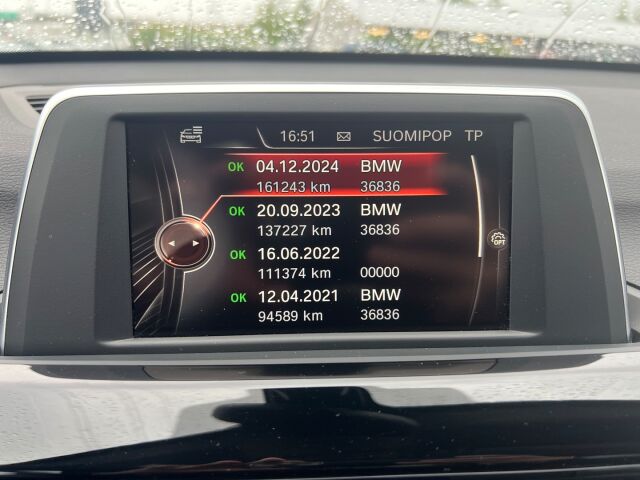 16:51 SUOMIPOP TP
OK 04.12.2024 BMW
161243 km 36836
OK 20.09.2023 BMW
137227 km 36836
OK 16.06.2022
111374 km 00000
OK 12.04.2021 BMW
94589 km 36836
OPT